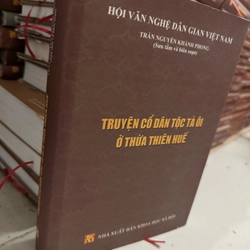 HỘI VĂN NGHỆ DÂN GIAN VIỆT NAM
TRẦN NGUYỄN KHÁNH PHONG
(Sưu tầm và biên soạn)
TRUYỆN CỔ DÂN TỘC TÀ ÔI
Ở THỪA THIÊN HUẾ
NHÀ XUẤT BẢN KHOA HỌC XÃ HỘI